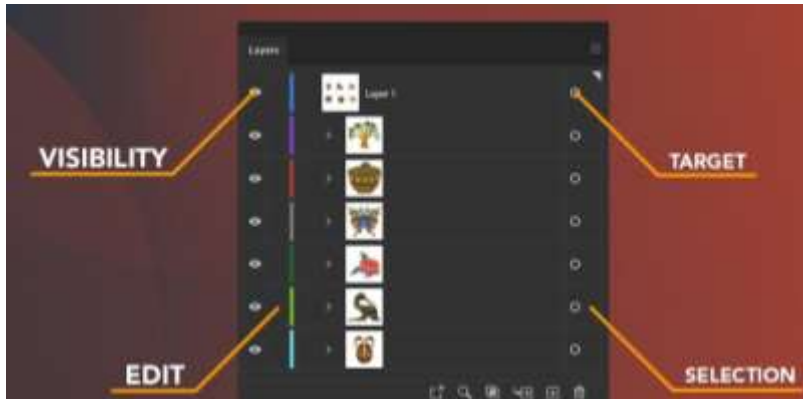 Layers
Layer 1
VISIBILITY
TARGET
EDIT
SELECTION